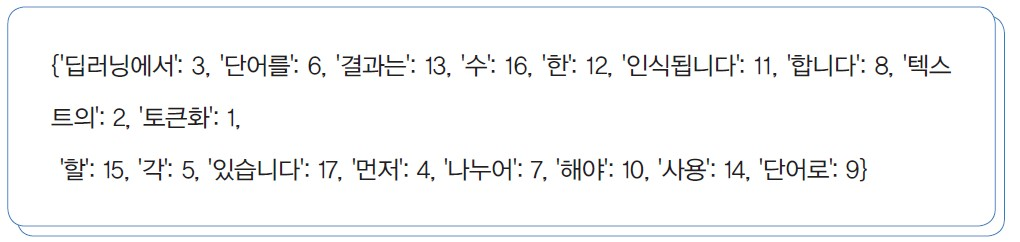 {'딥러닝에서': 3, '단어를': 6, '결과는': 13, '수': 16, '한': 12, '인식됩니다': 11, '합니다': 8, '텍스
트의': 2, '토큰화': 1,
'할': 15, '각': 5, '있습니다': 17, '먼저': 4, '나누어': 7, '해야': 10, '사용': 14, '단어로': 9}